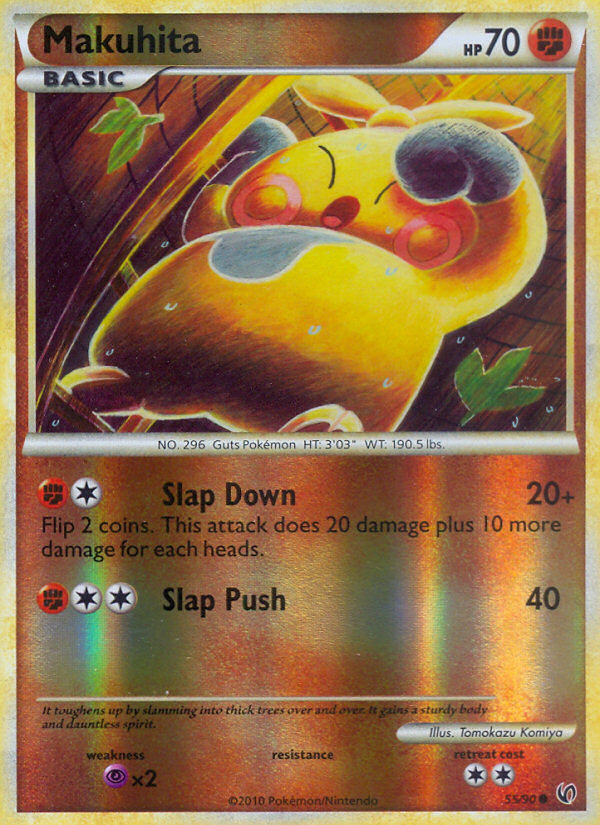 Makuhita HP 70
BASIC
NO. 296 Guts Pokémon HT: 3'03" WT: 190.5 lbs.
Slap Down 20+
Flip 2 coins. This attack does 20 damage plus 10 more
damage for each heads.
Slap Push 40
It toughens up by slamming into thick trees over and over. It gains a sturdy body
and dauntless spirit.
Illus. Tomokazu Komiya
weakness resistance retreat cost
×2
©2010 Pokémon/Nintendo 55/90